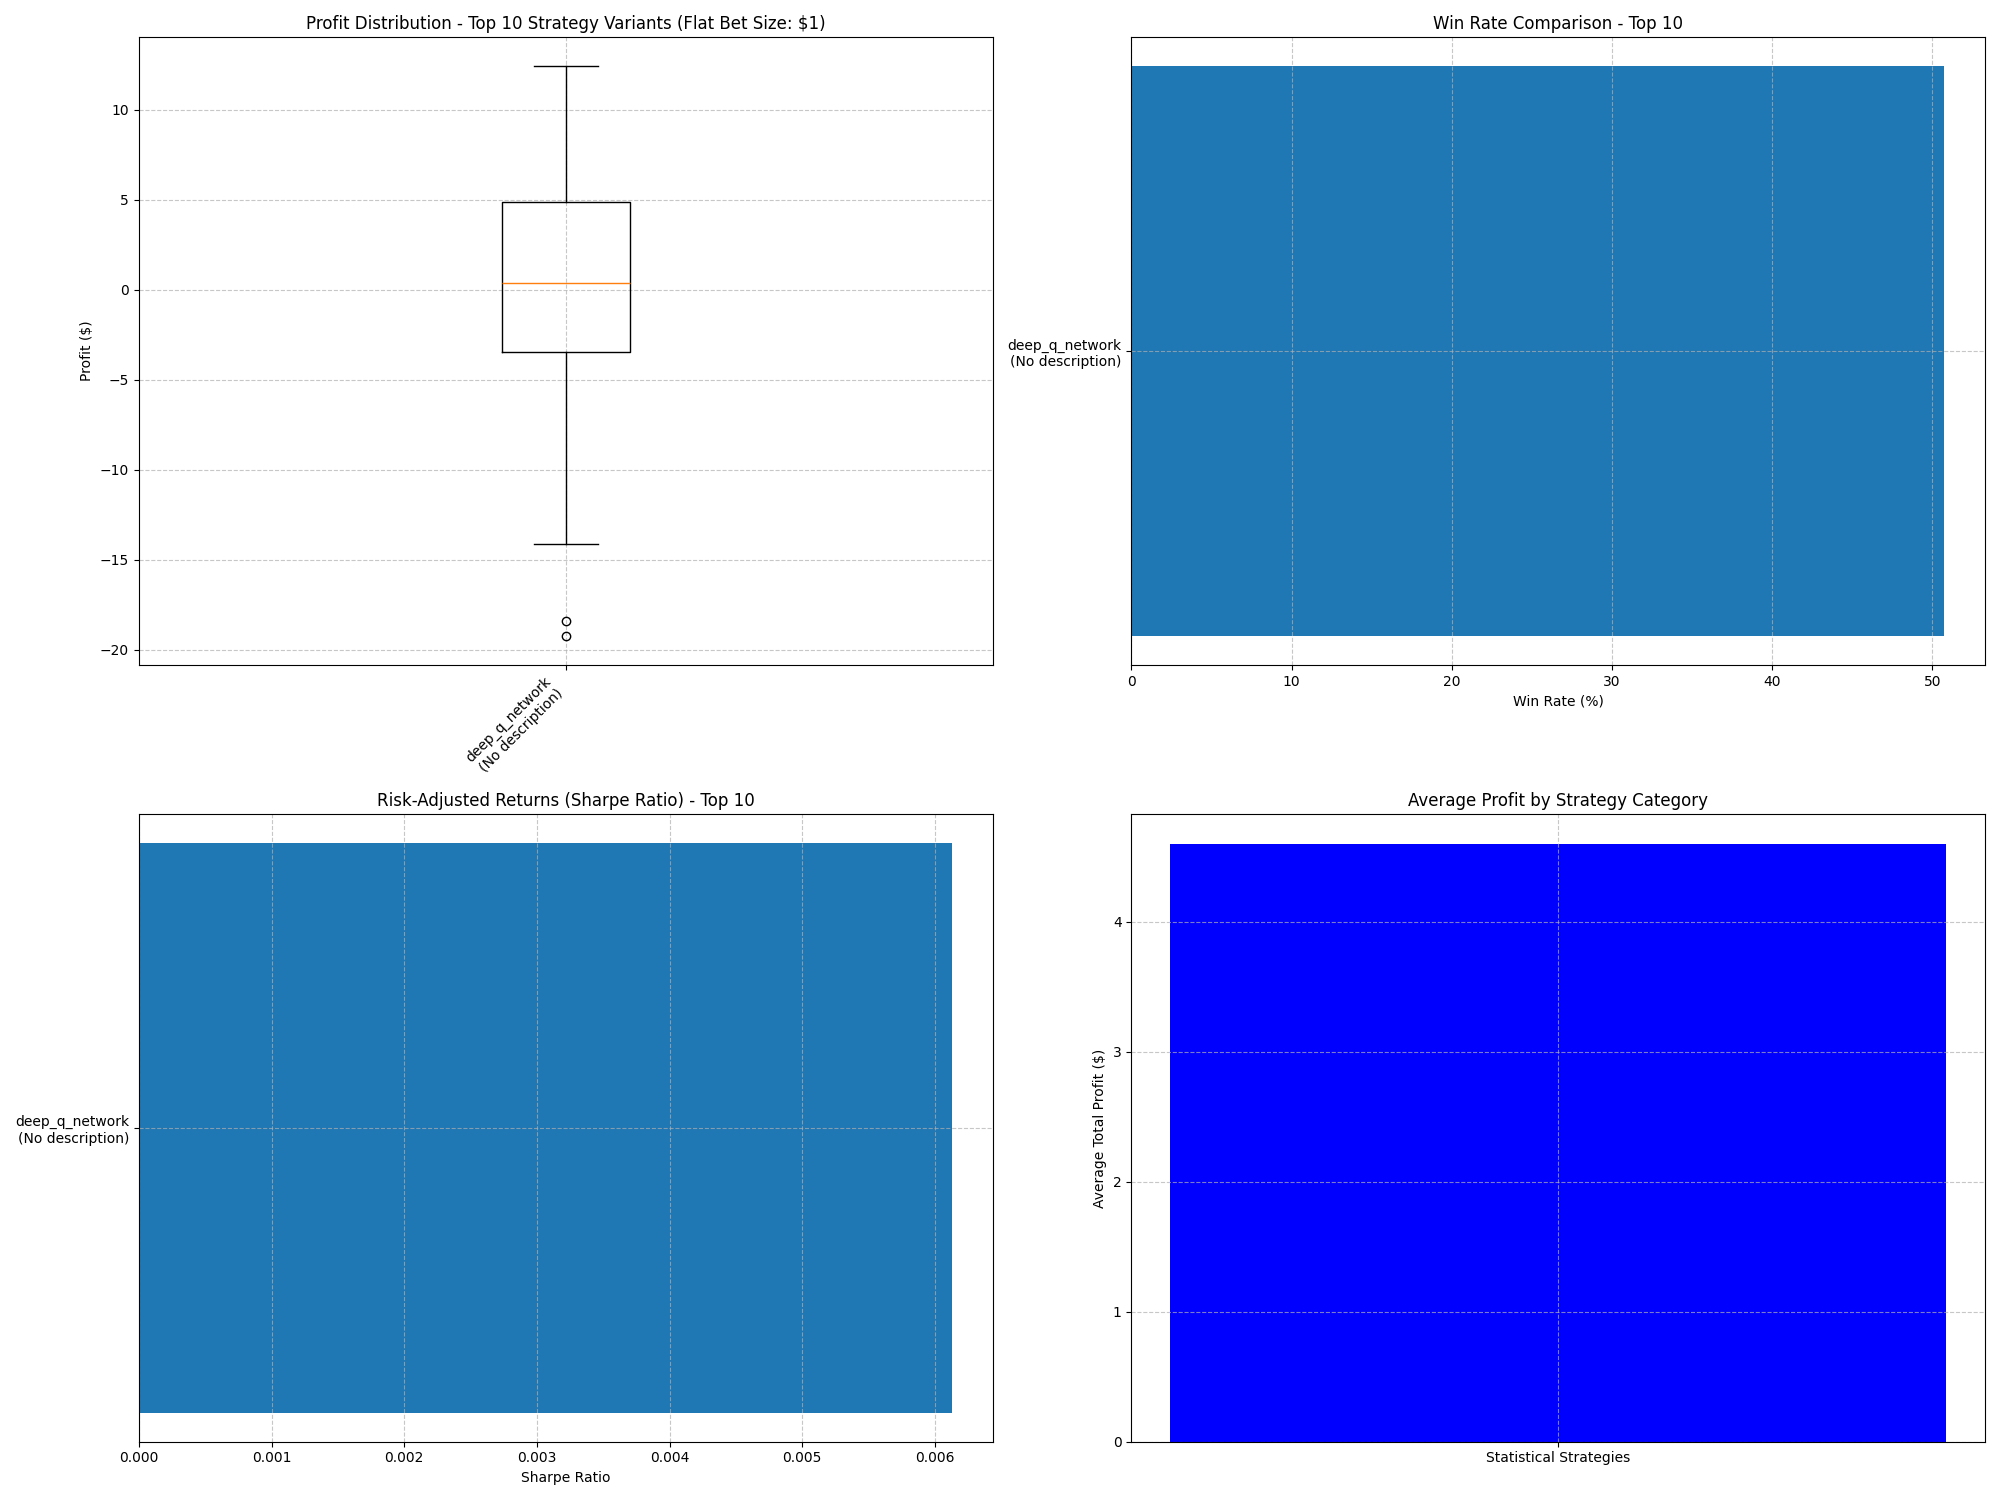 Profit Distribution - Top 10 Strategy Variants (Flat Bet Size: $1)
Profit ($)
10
5
0
−5
−10
−15
−20
deep_q_network
(No description)
Win Rate Comparison - Top 10
deep_q_network
(No description)
0 10 20 30 40 50
Win Rate (%)
Risk-Adjusted Returns (Sharpe Ratio) - Top 10
deep_q_network
(No description)
0.000 0.001 0.002 0.003 0.004 0.005 0.006
Sharpe Ratio
Average Profit by Strategy Category
Average Total Profit ($)
4
3
2
1
0
Statistical Strategies